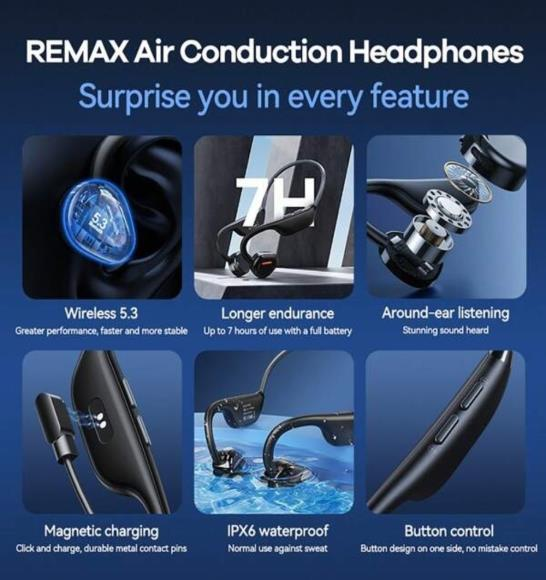 REMAX Air Conduction Headphones
Surprise you in every feature
5.3
7H
Wireless 5.3
Greater performance, faster and more stable
Longer endurance
Up to 7 hours of use with a full battery
Around-ear listening
Stunning sound heard
Magnetic charging
Click and charge, durable metal contact pins
IPX6 waterproof
Normal use against sweat
Button control
Button design on one side, no mistake control